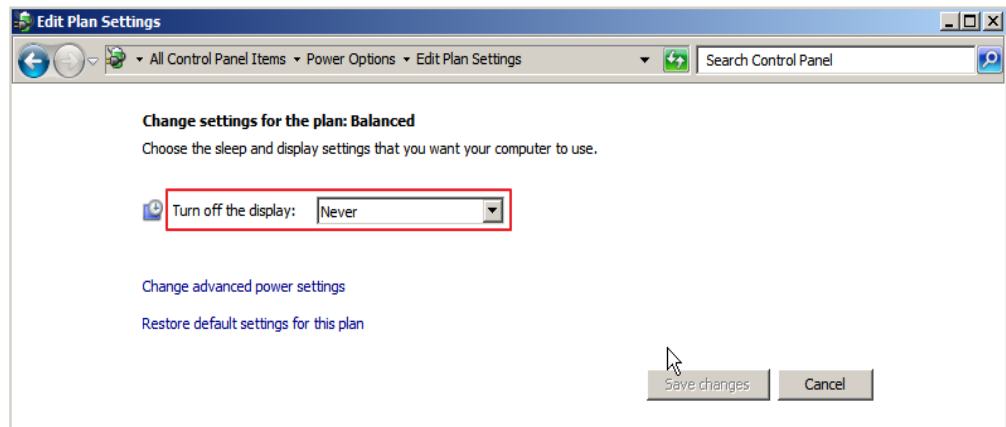 Edit Plan Settings
All Control Panel Items Power Options Edit Plan Settings Search Control Panel
Change settings for the plan: Balanced
Choose the sleep and display settings that you want your computer to use.
Turn off the display: Never
Change advanced power settings
Restore default settings for this plan
Save changes Cancel